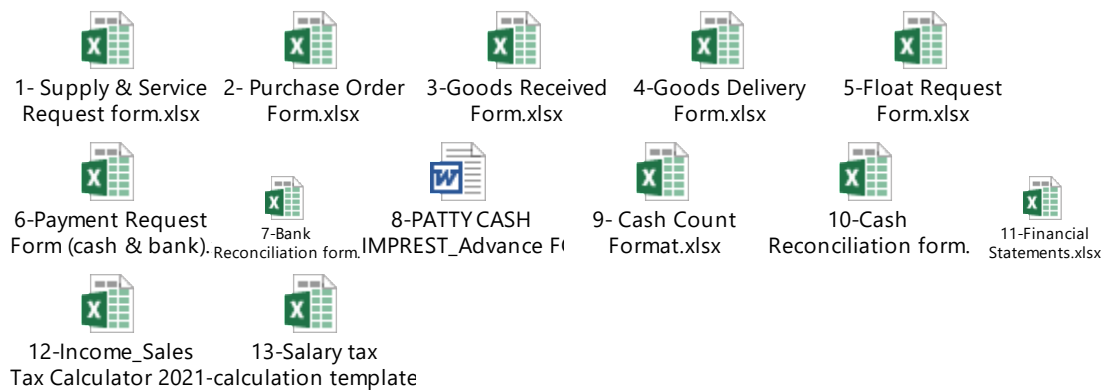 1- Supply & Service
Request form.xlsx
2- Purchase Order
Form.xlsx
3-Goods Received
Form.xlsx
4-Goods Delivery
Form.xlsx
5-Float Request
Form.xlsx
6-Payment Request
Form (cash & bank).
7-Bank
Reconciliation form.
8-PATTY CASH
IMPREST_Advance F
9- Cash Count
Format.xlsx
10-Cash
Reconciliation form.
11-Financial
Statements.xlsx
12-Income_Sales
Tax Calculator 2021-
13-Salary tax
calculation template